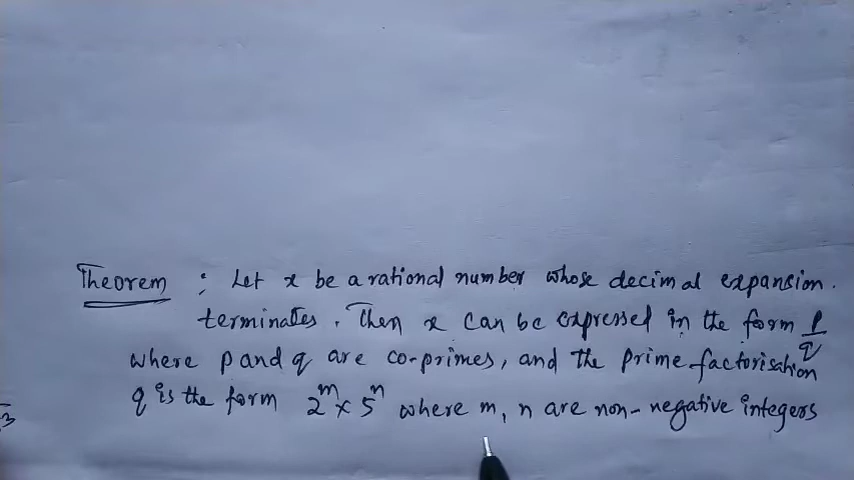 Theorem : Let x be a rational number whose decimal expansion.
terminates. Then x can be expressed in the form p/q
where p and q are co-primes, and the prime factorisation
q is the form 2^m x 5^n where m, n are non-negative integers
3